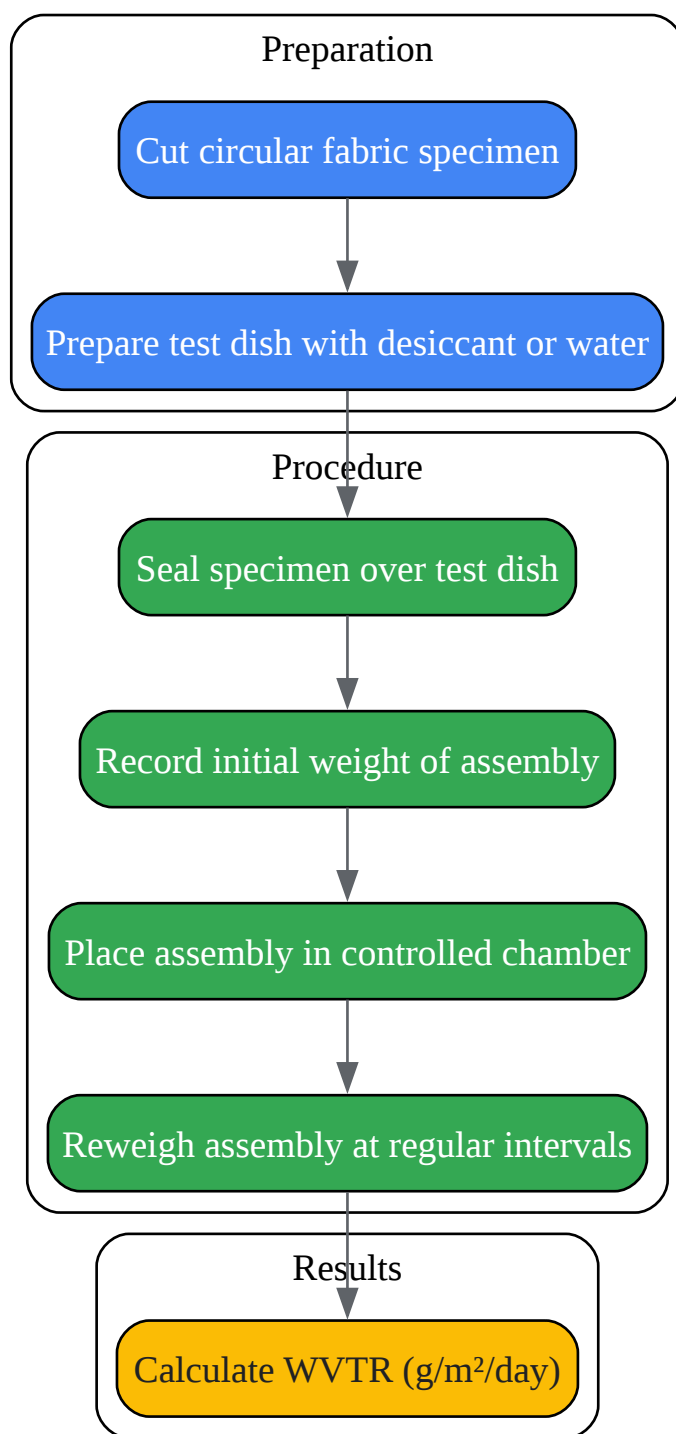 Preparation
Cut circular fabric specimen
Prepare test dish with desiccant or water
Procedure
Seal specimen over test dish
Record initial weight of assembly
Place assembly in controlled chamber
Reweigh assembly at regular intervals
Results
Calculate WVTR (g/m²/day)